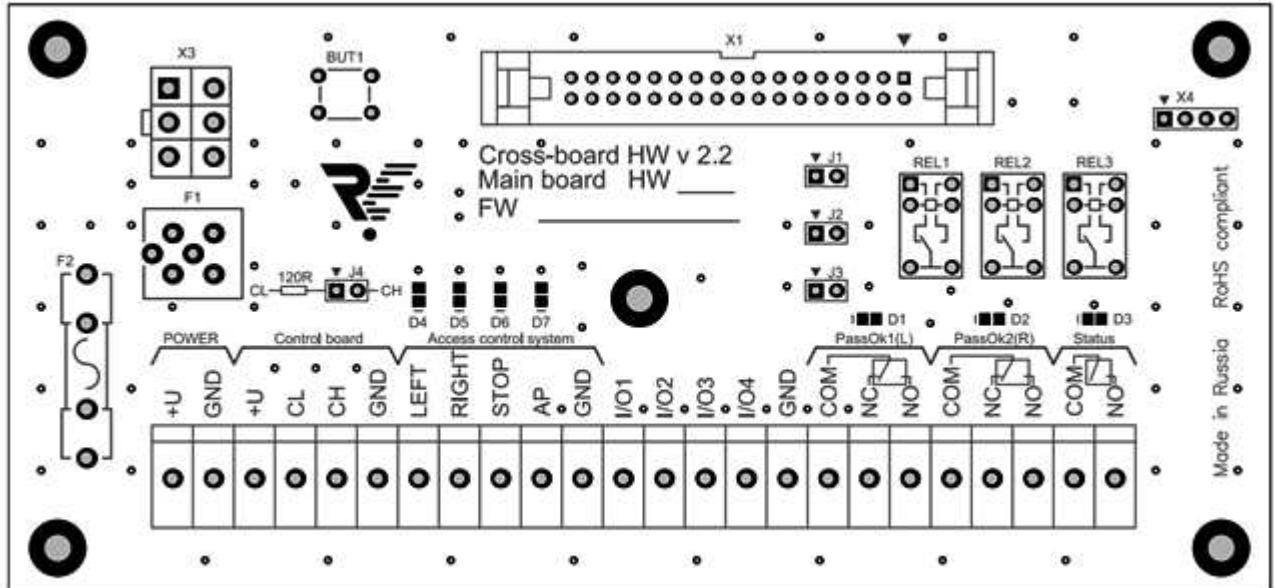 X3
BUT1
X1
X4
Cross-board HW v 2.2
Main board HW ____
FW ____________
J1
REL1 REL2 REL3
F1
J2
F2
120R
J4
CL CH
J3
D4 D5 D6 D7
D1 D2 D3
POWER Control board Access control system PassOk1(L) PassOk2(R) Status
+U GND +U CL CH GND LEFT RIGHT STOP AP GND I/O1 I/O2 I/O3 I/O4 GND COM NC NO COM NC NO COM NO
Made in Russia RoHS compliant